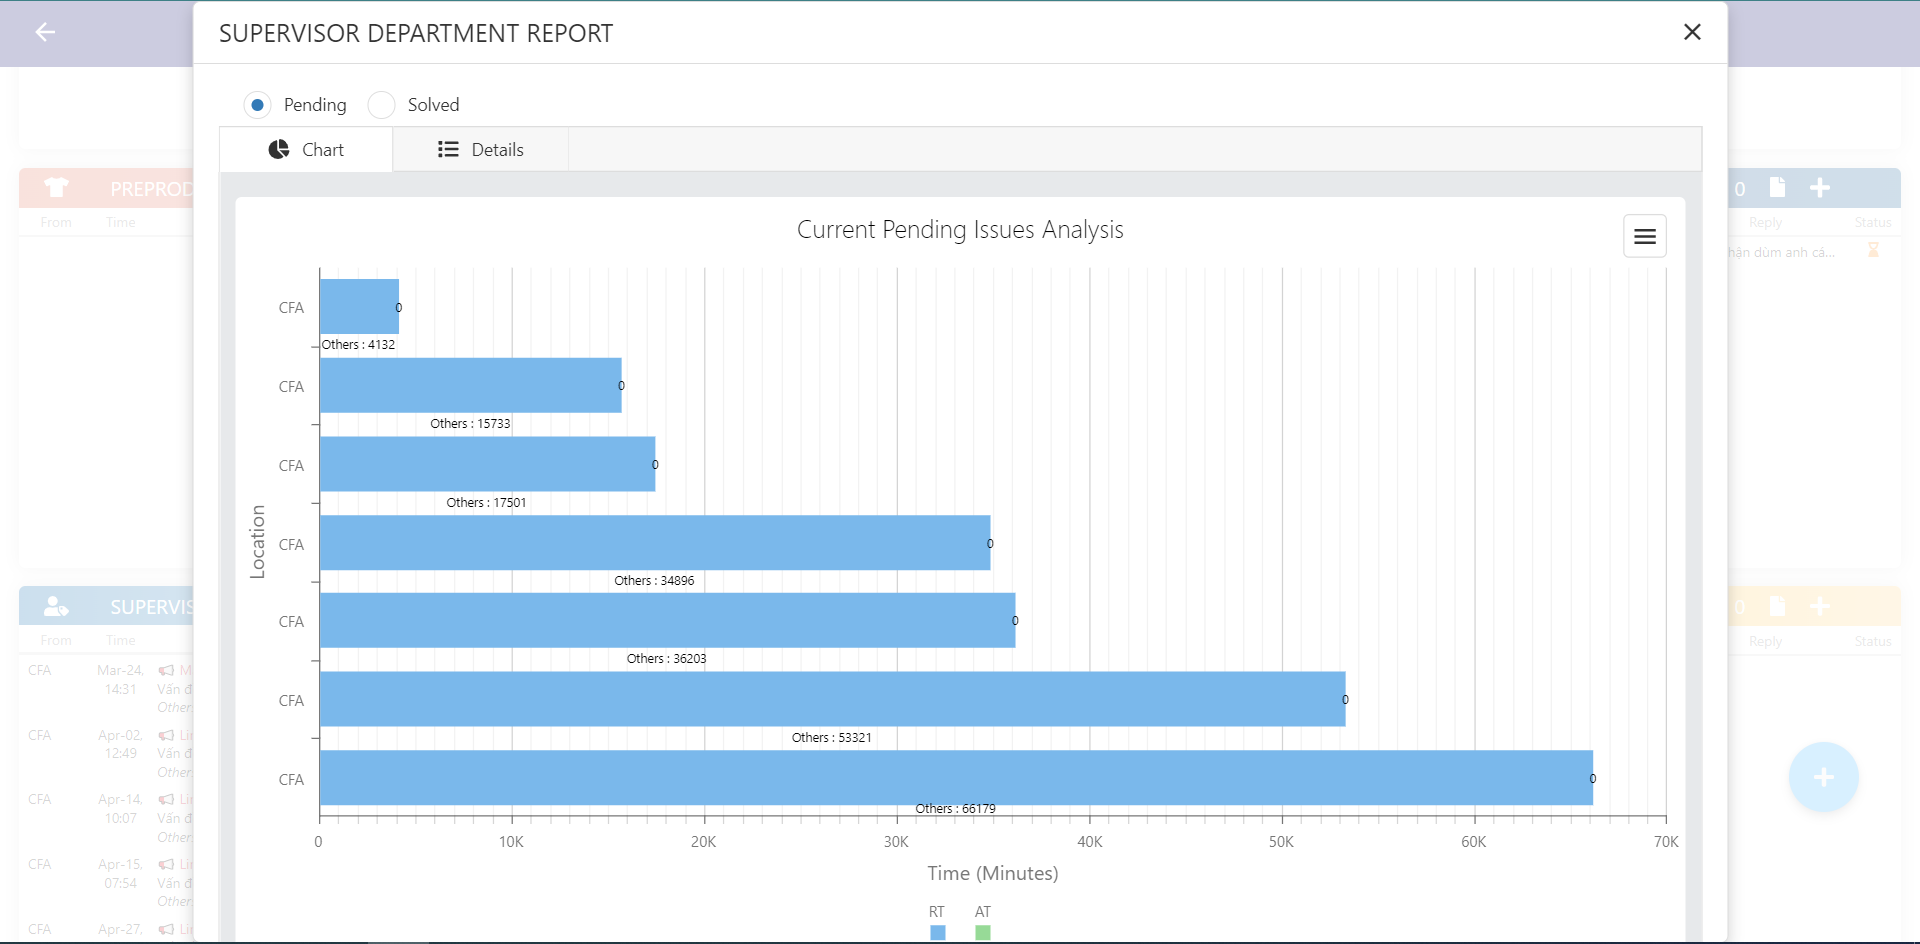 SUPERVISOR DEPARTMENT REPORT
Pending Solved
Chart Details
Current Pending Issues Analysis
Location
CFA
0
Others : 4132
CFA
0
Others : 15733
CFA
0
Others : 17501
CFA
0
Others : 34896
CFA
0
Others : 36203
CFA
0
Others : 53321
CFA
0
Others : 66179
0 10K 20K 30K 40K 50K 60K 70K
Time (Minutes)
RT AT
PREPROD
From Time
SUPERVIS
From Time
CFA Mar-24, M
14:31 Vấn đ
Other
CFA Apr-02, Li
12:49 Vấn đ
Other
CFA Apr-14, Li
10:07 Vấn đ
Other
CFA Apr-15, Li
07:54 Vấn đ
Other
CFA Apr-27, Li
0
Reply Status
hận dùm anh cá...
0
Reply Status